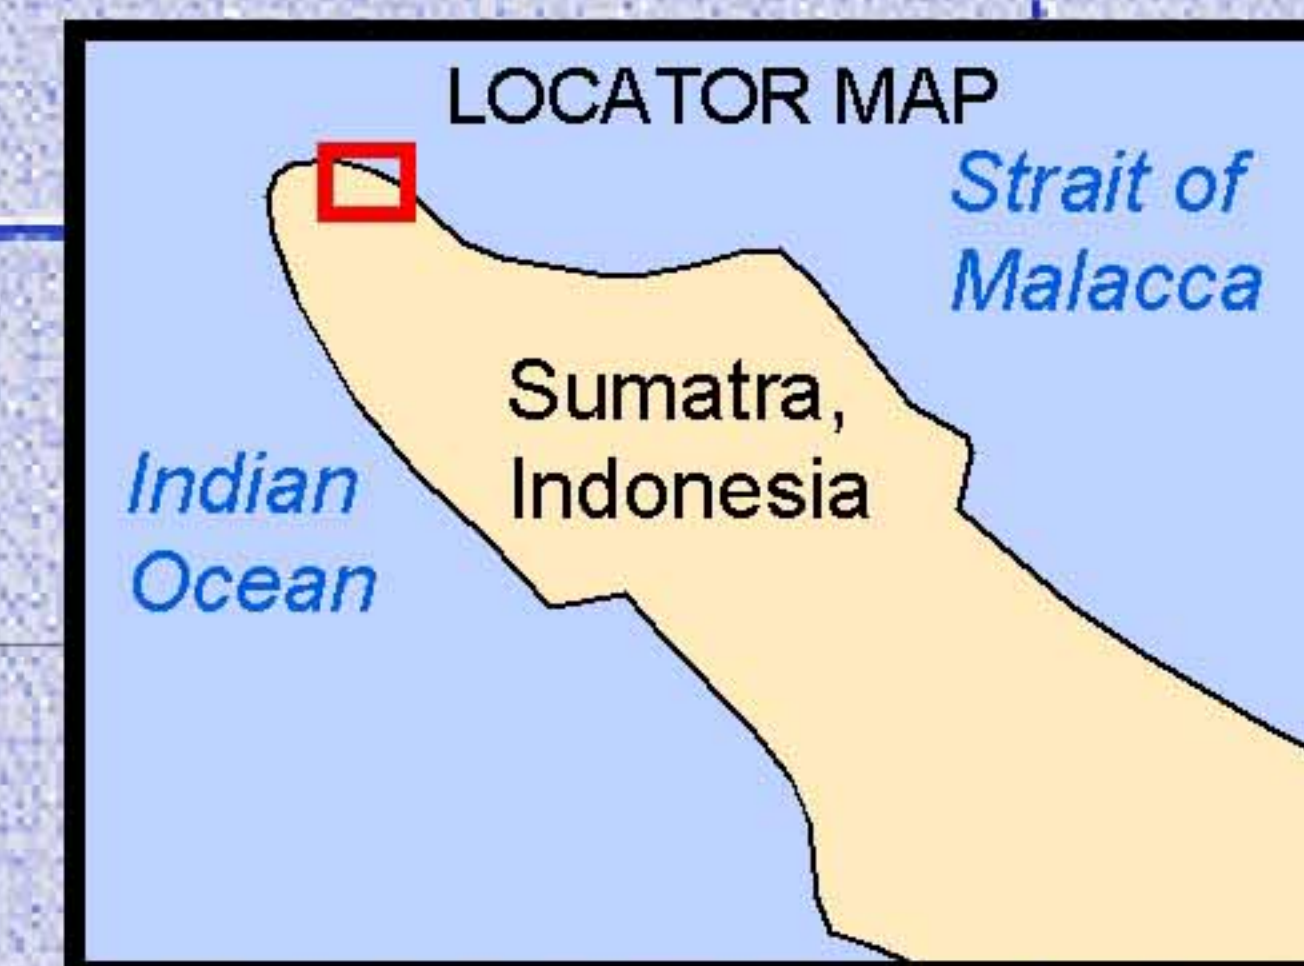 LOCATOR MAP
Strait of
Malacca
Sumatra,
Indonesia
Indian
Ocean